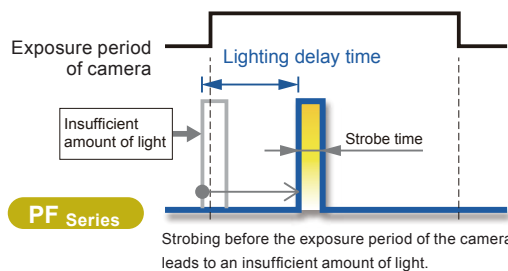 Exposure period
of camera
Lighting delay time
Insufficient
amount of light
Strobe time
PF Series
Strobing before the exposure period of the camera
leads to an insufficient amount of light.